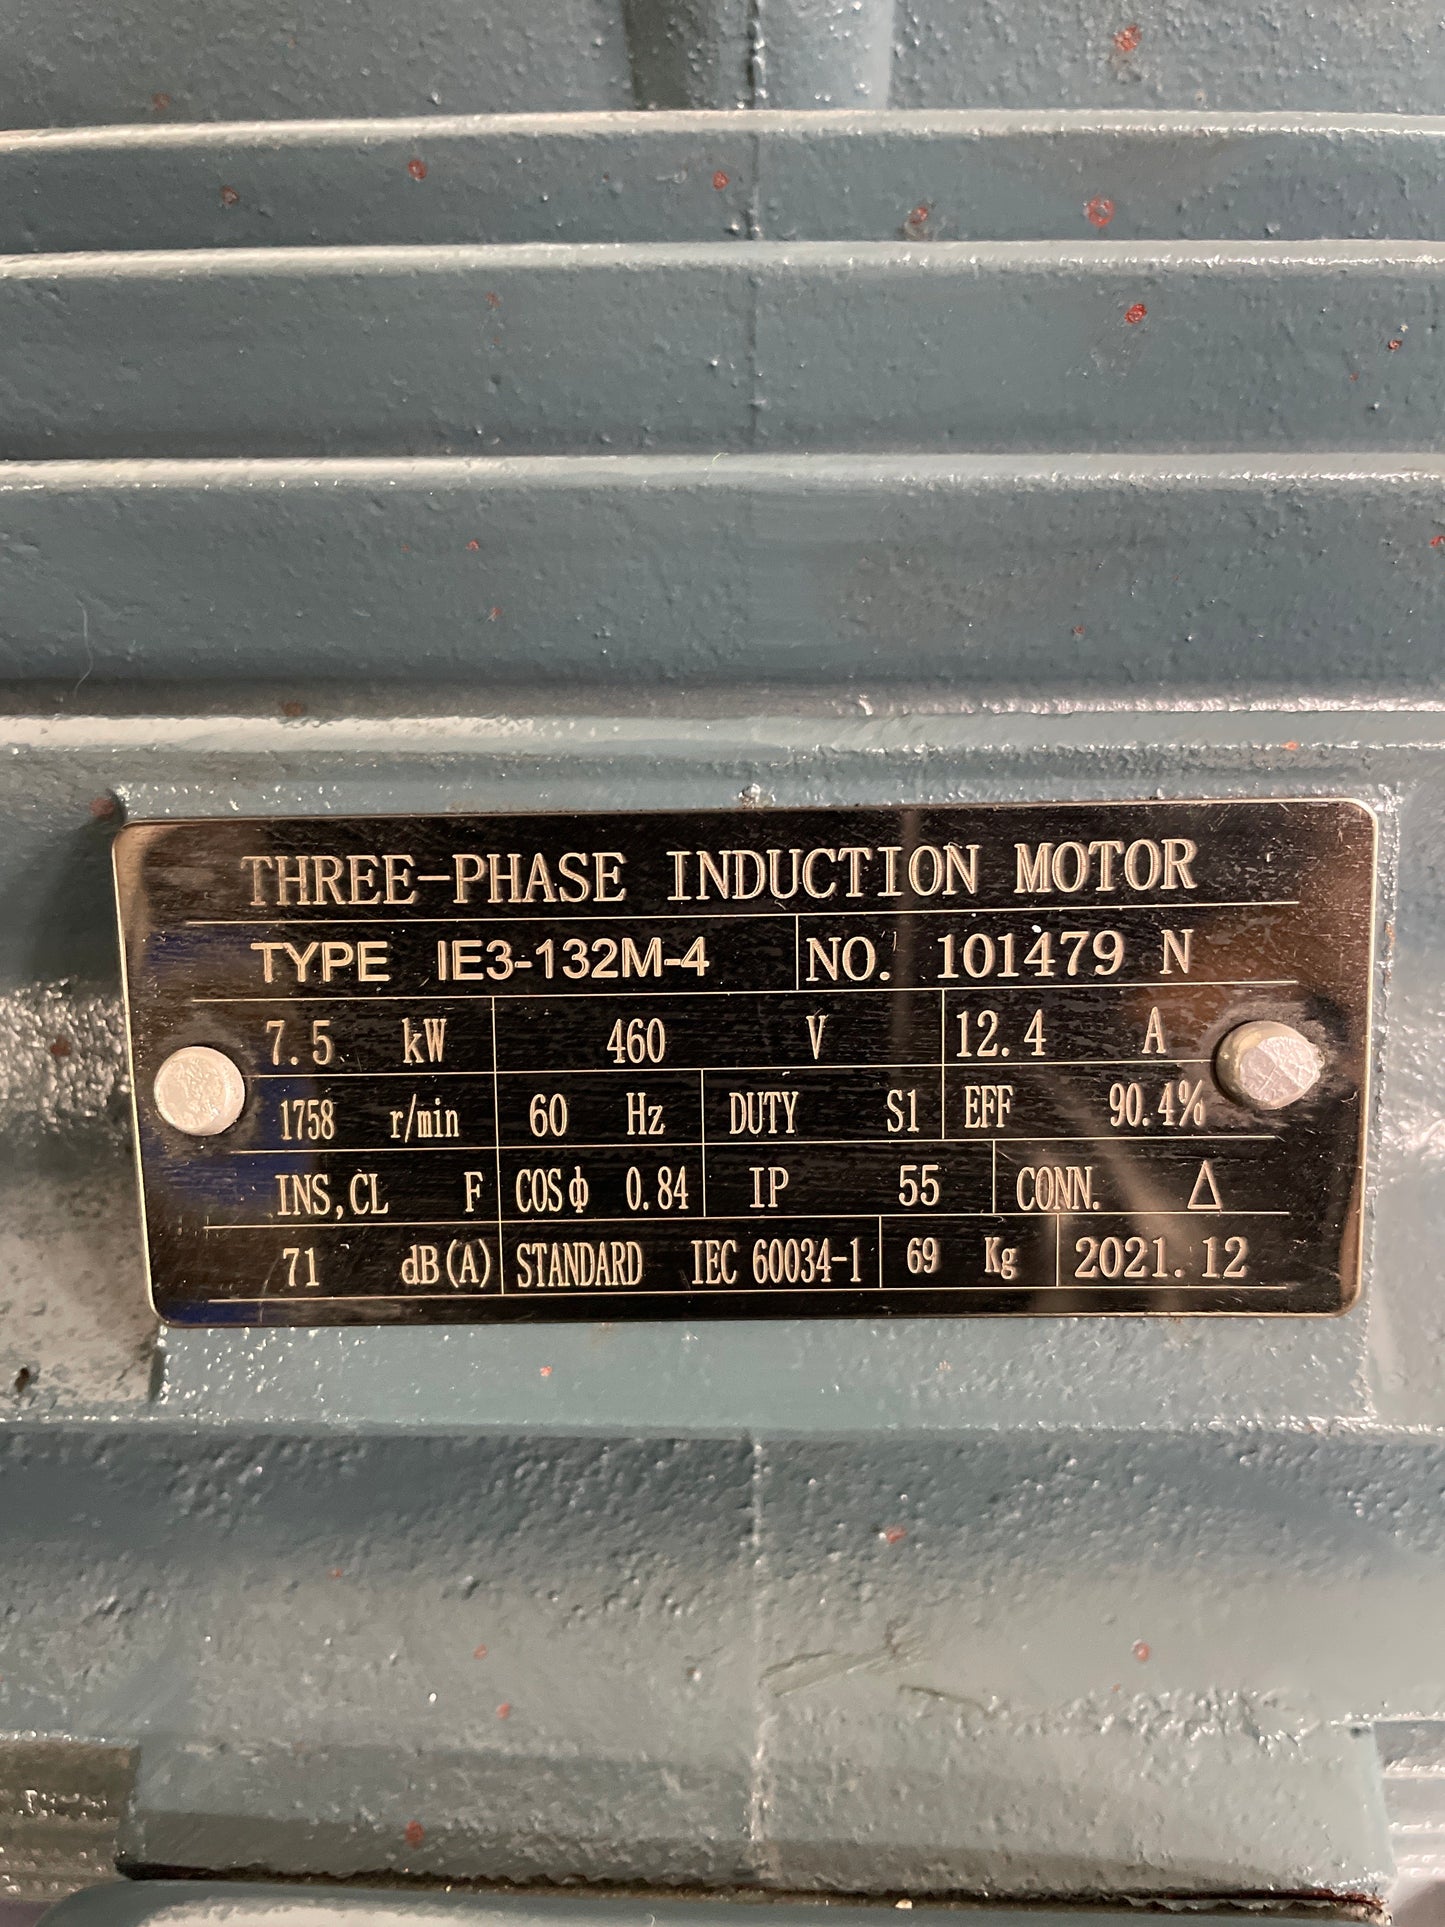 THREE-PHASE INDUCTION MOTOR
TYPE IE3-132M-4 NO. 101479 N
7.5 kW 460 V 12.4 A
1758 r/min 60 Hz DUTY S1 EFF 90.4%
INS,CL F COSφ 0.84 IP 55 CONN. Δ
71 dB(A) STANDARD IEC 60034-1 69 Kg 2021.12